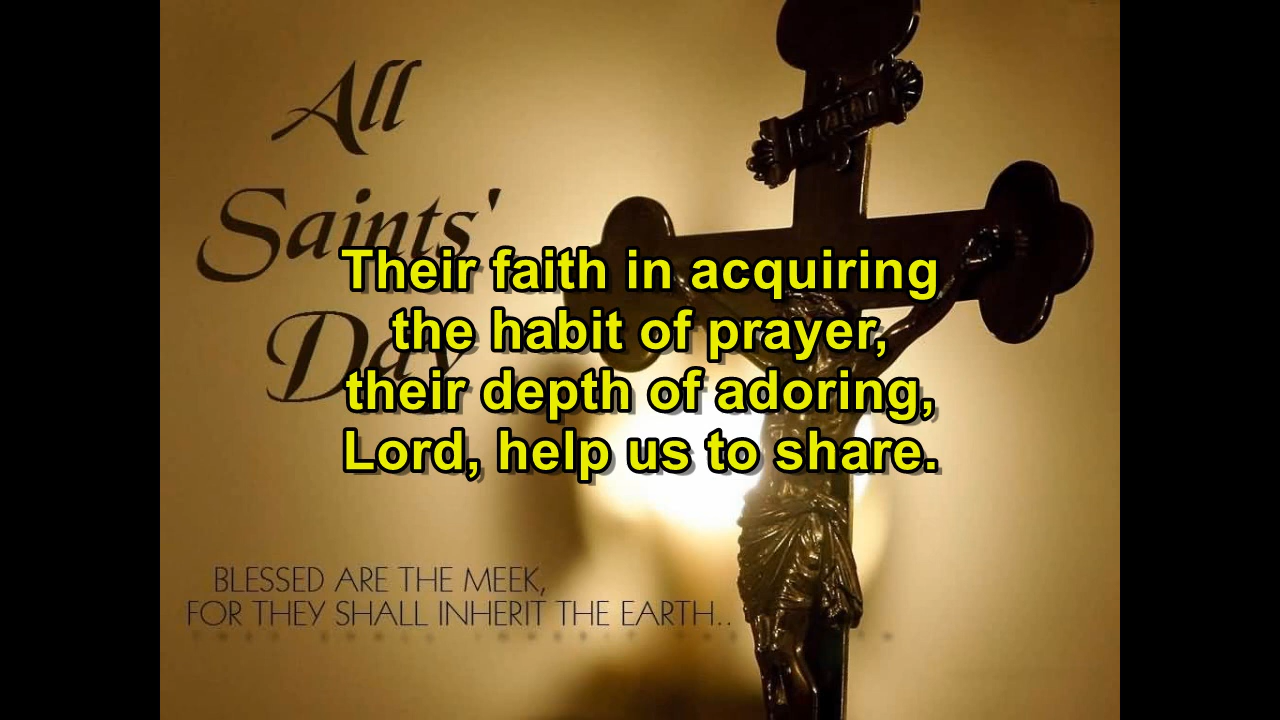 All
Saints'
Day
Their faith in acquiring
the habit of prayer,
their depth of adoring,
Lord, help us to share.
BLESSED ARE THE MEEK,
FOR THEY SHALL INHERIT THE EARTH..